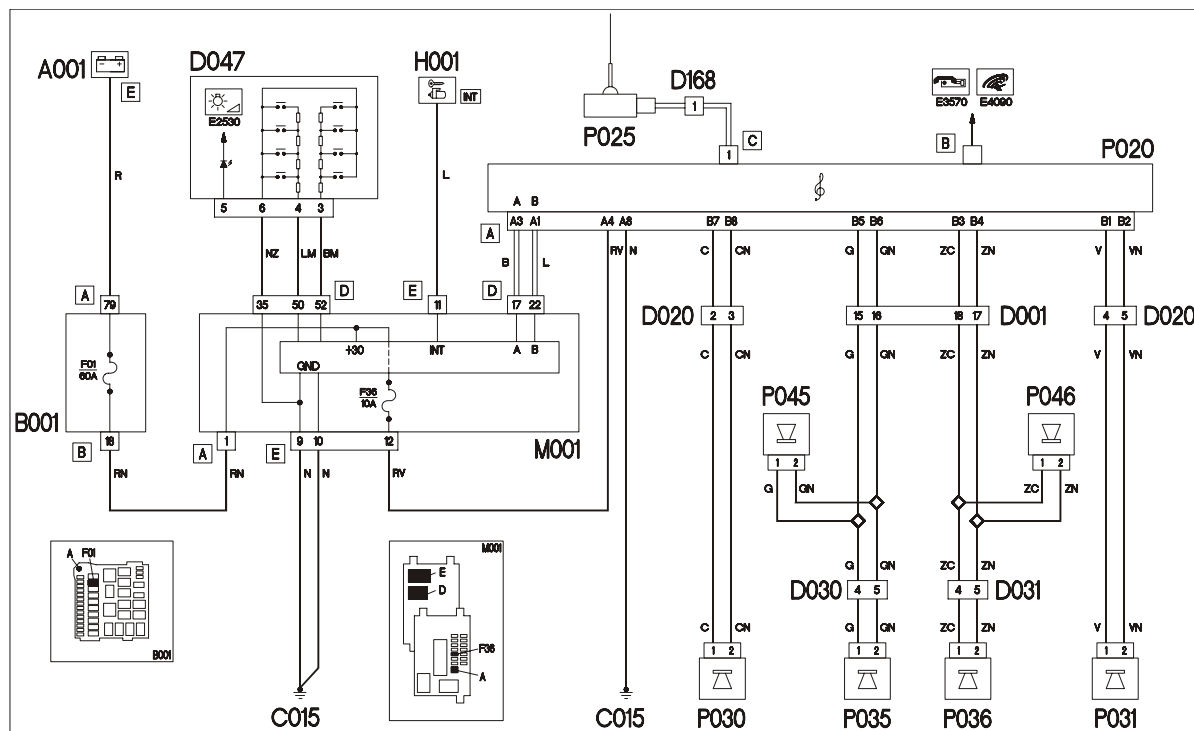 A001
E
D047
E2530
H001
INT
D168
1
P025
C
1
E3570
E4090
B
P020
R
L
5 6 4 3
A B
A
A3 A1 A4 A8 B7 B8 B5 B6 B3 B4 B1 B2
NZ LM BM
B L
RV N
C CN
G GN
ZC ZN
V VN
A
79
35 50 52
D
E
11
D
17 22
D020
2 3
15 16 18 17
D001
4 5
D020
+30
INT
A B
GND
F01
60A
F36
10A
C CN
G GN
ZC ZN
V VN
B001
B
18
A
1
E
9 10 12
M001
P045
P046
1 2
1 2
RN
RN
N N
RV
G GN
ZC ZN
A F01
B001
M001
E
D
F36
A
G GN
ZC ZN
D030
4 5
4 5
D031
C CN
G GN
ZC ZN
V VN
1 2
1 2
1 2
1 2
C015
C015
P030
P035
P036
P031